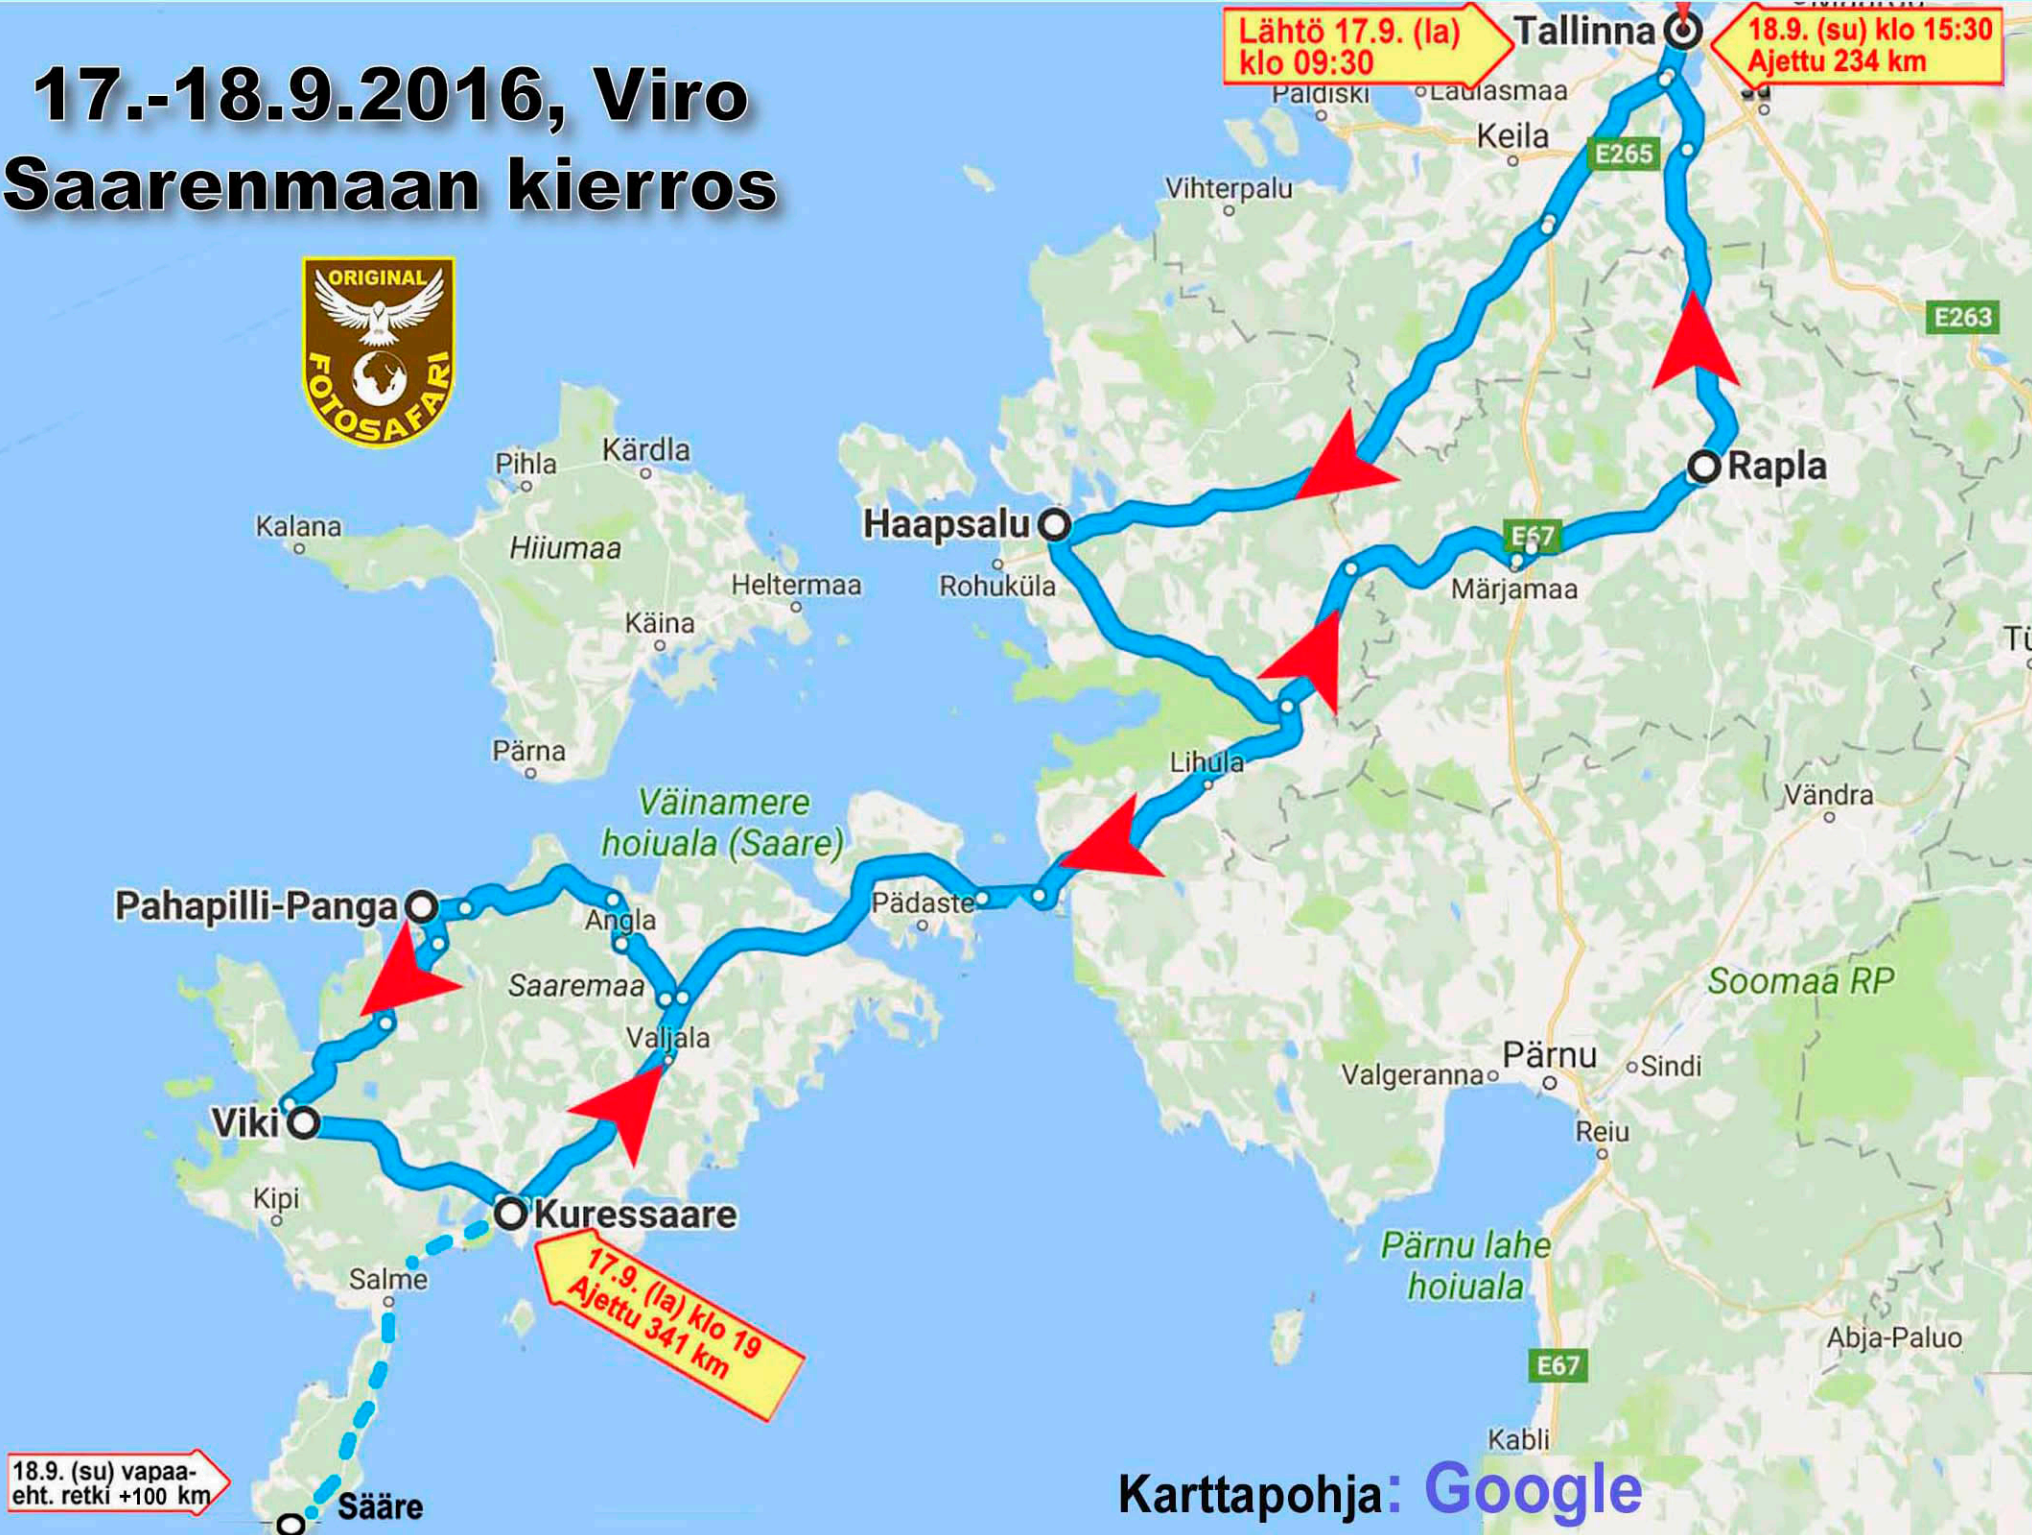 17.-18.9.2016, Viro
Saarenmaan kierros
ORIGINAL
FOTOSAFARI
Lähtö 17.9. (la)
klo 09:30
Tallinna
18.9. (su) klo 15:30
Ajettu 234 km
Paldiski
Laulasmaa
Keila
E265
Vihterpalu
E263
Kärdla
Pihla
Kalana
Hiiumaa
Heltermaa
Käina
Pärna
Haapsalu
Rohuküla
Rapla
E67
Märjamaa
Lihula
Vändra
Väinamere
hoiuala (Saare)
Pahapilli-Panga
Angla
Pädaste
Saaremaa
Valjala
Soomaa RP
Viki
Kipi
Kuressaare
Salme
17.9. (la) klo 19
Ajettu 341 km
Valgeranna
Pärnu
Sindi
Reiu
Pärnu lahe
hoiuala
Abja-Paluo
E67
Kabli
18.9. (su) vapaa-
eht. retki +100 km
Sääre
Karttapohja: Google